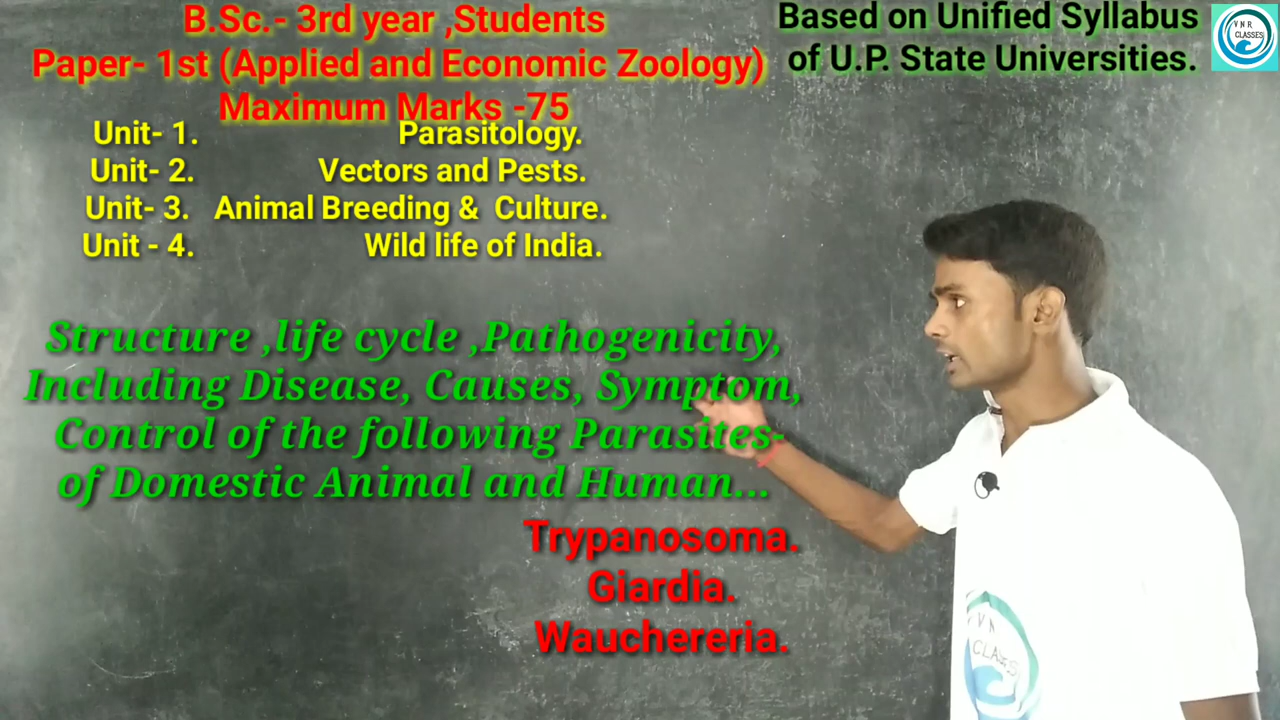 B.Sc.- 3rd year ,Students
Paper- 1st (Applied and Economic Zoology)
Maximum Marks -75
Based on Unified Syllabus
of U.P. State Universities.
V N R
CLASSES
Unit- 1. Parasitology.
Unit- 2. Vectors and Pests.
Unit- 3. Animal Breeding & Culture.
Unit - 4. Wild life of India.
Structure ,life cycle ,Pathogenicity,
Including Disease, Causes, Symptom,
Control of the following Parasites-
of Domestic Animal and Human...
Trypanosoma.
Giardia.
Wauchereria.
V N
CLASSES